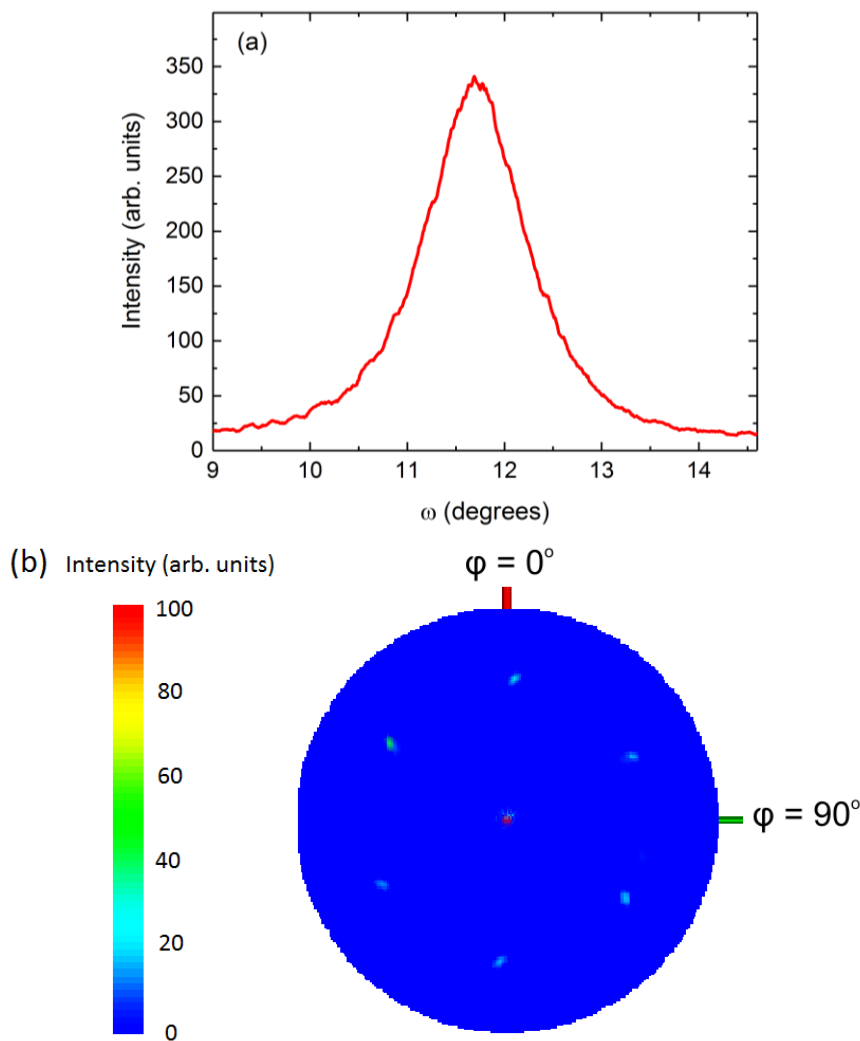 (a)
Intensity (arb. units)
350
300
250
200
150
100
50
0
9 10 11 12 13 14
ω (degrees)
(b) Intensity (arb. units)
φ = 0°
100
80
60
40
20
0
φ = 90°